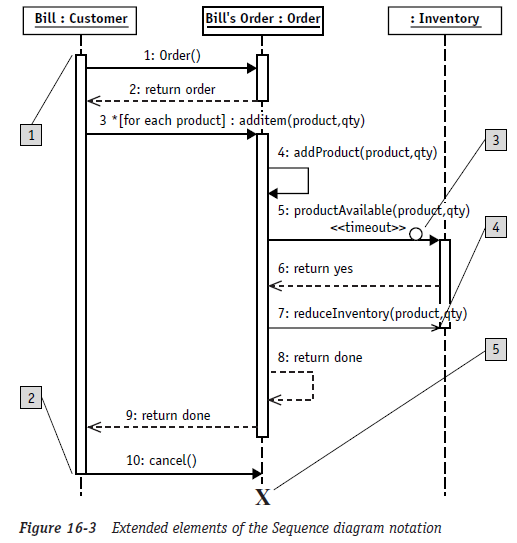 Bill : Customer
Bill's Order : Order
: Inventory
1: Order()
2: return order
3 *[for each product] : additem(product,qty)
1
4: addProduct(product,qty)
3
5: productAvailable(product,qty)
<<timeout>>
4
6: return yes
7: reduceInventory(product,qty)
5
8: return done
2
9: return done
10: cancel()
X
Figure 16-3 Extended elements of the Sequence diagram notation